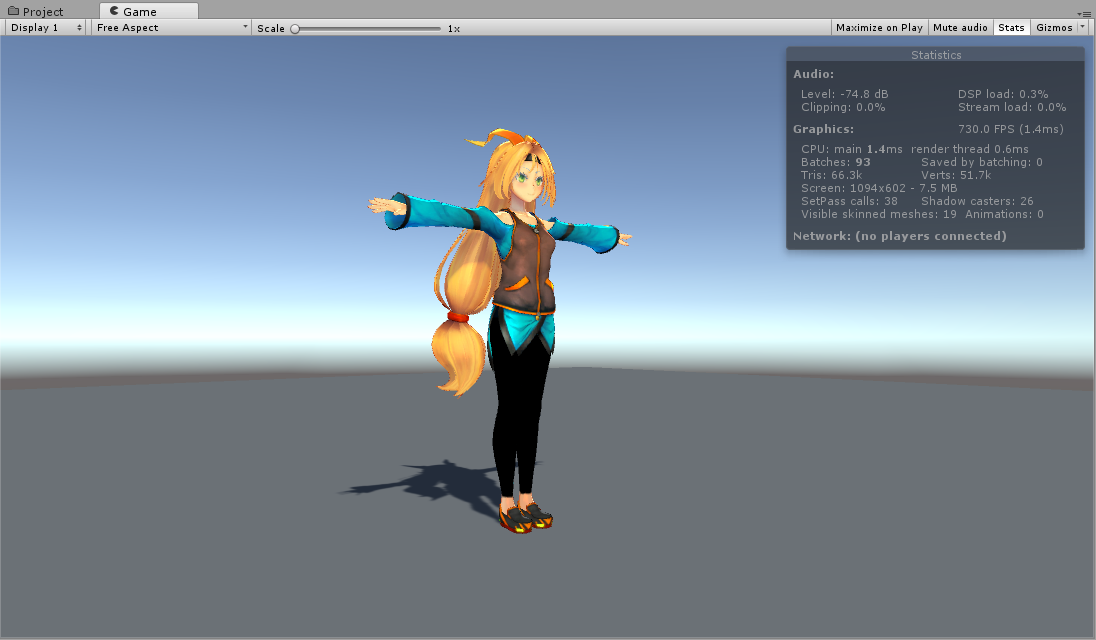 Project Game
Display 1 Free Aspect Scale 1x Maximize on Play Mute audio Stats Gizmos
Statistics
Audio:
Level: -74.8 dB DSP load: 0.3%
Clipping: 0.0% Stream load: 0.0%
Graphics: 730.0 FPS (1.4ms)
CPU: main 1.4ms render thread 0.6ms
Batches: 93 Saved by batching: 0
Tris: 66.3k Verts: 51.7k
Screen: 1094x602 - 7.5 MB
SetPass calls: 38 Shadow casters: 26
Visible skinned meshes: 19 Animations: 0
Network: (no players connected)